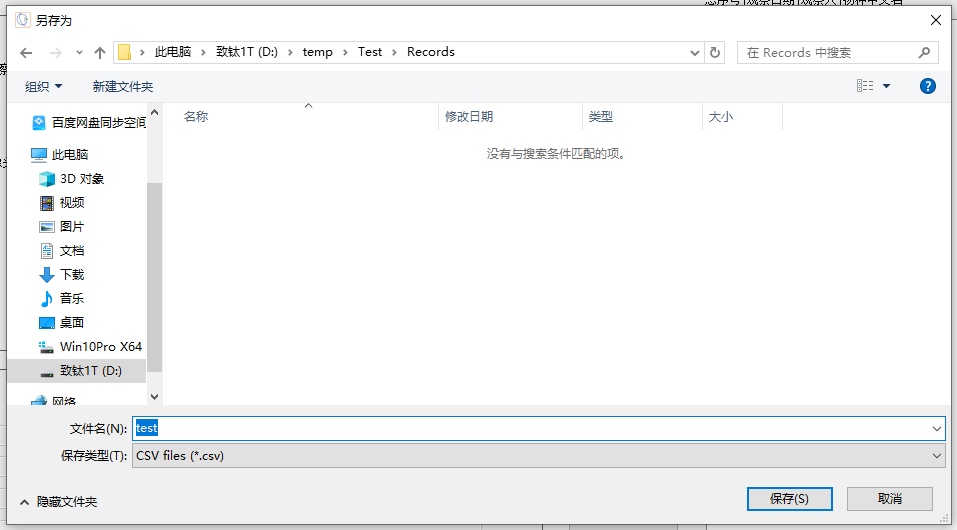 另存为
此电脑 致钛1T (D:) temp Test Records
在 Records 中搜索
组织 新建文件夹
名称 修改日期 类型 大小
没有与搜索条件匹配的项。
百度网盘同步空间
此电脑
3D 对象
视频
图片
文档
下载
音乐
桌面
Win10Pro X64
致钛1T (D:)
网络
文件名(N): test
保存类型(T): CSV files (*.csv)
隐藏文件夹
保存(S) 取消